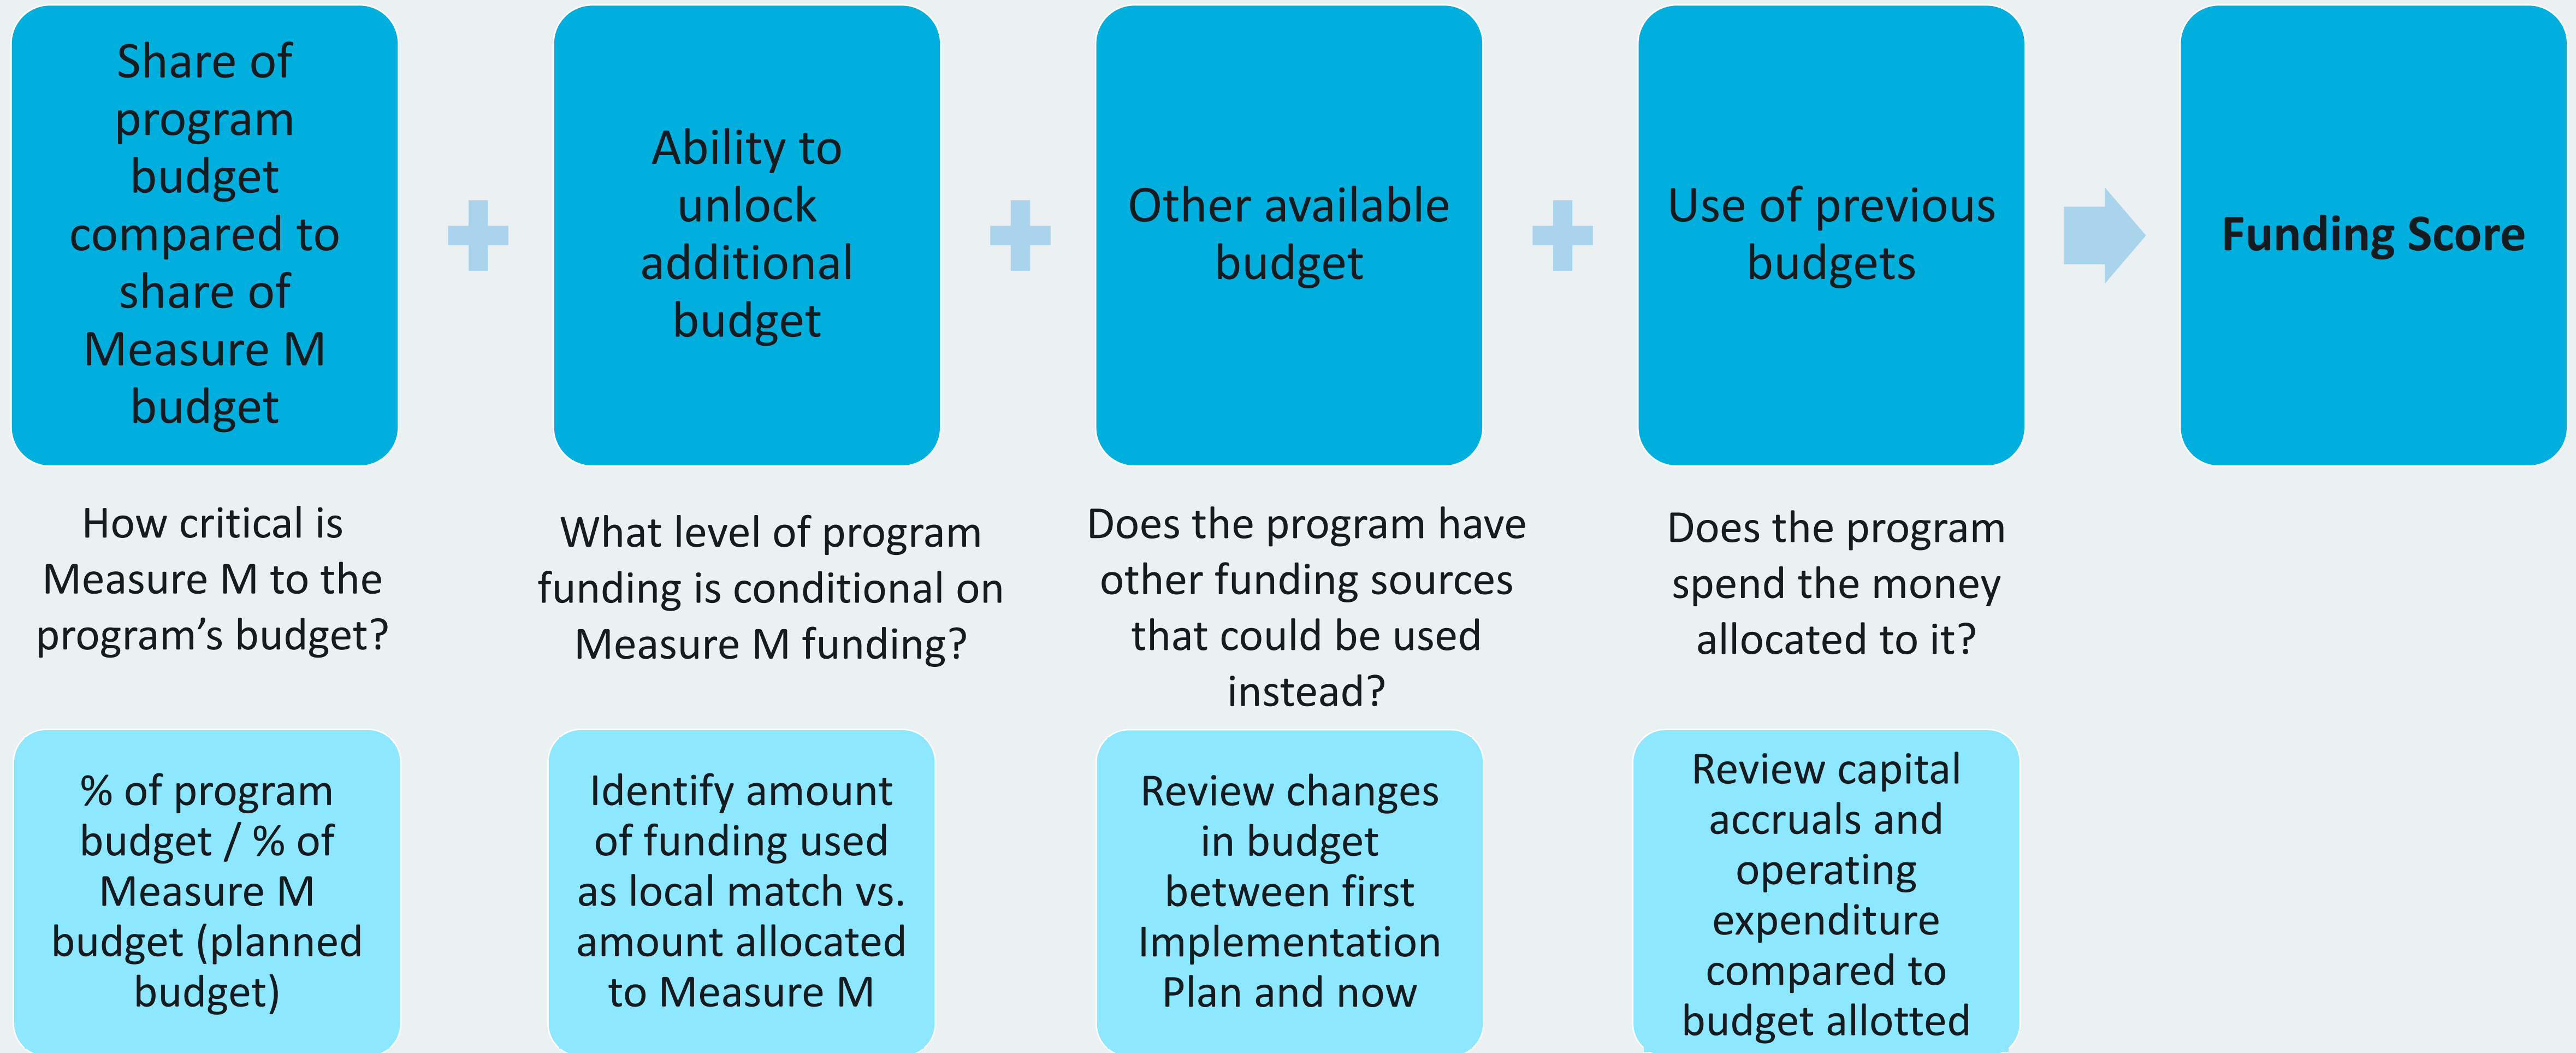 Share of
program
budget
compared to
share of
Measure M
budget
Ability to
unlock
additional
budget
Other available
budget
Use of previous
budgets
Funding Score
How critical is
Measure M to the
program’s budget?
What level of program
funding is conditional on
Measure M funding?
Does the program have
other funding sources
that could be used
instead?
Does the program
spend the money
allocated to it?
% of program
budget / % of
Measure M
budget (planned
budget)
Identify amount
of funding used
as local match vs.
amount allocated
to Measure M
Review changes
in budget
between first
Implementation
Plan and now
Review capital
accruals and
operating
expenditure
compared to
budget allotted